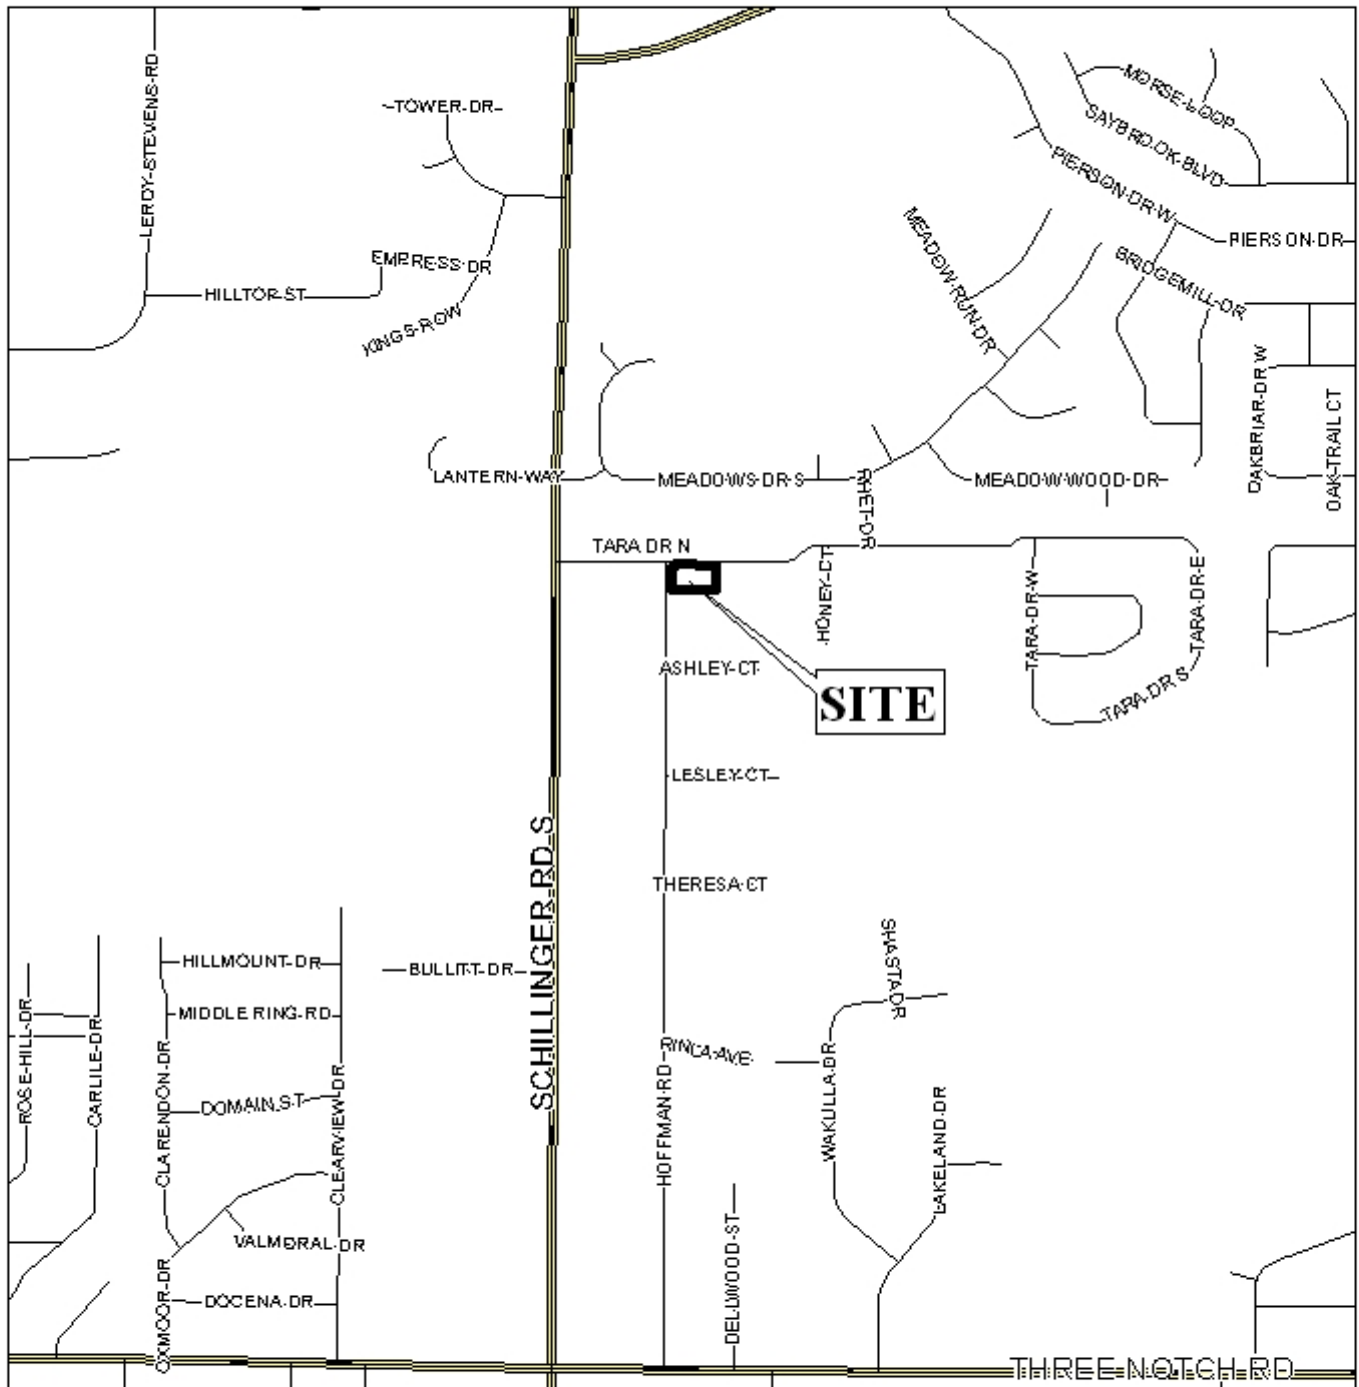 LEROY-STEVENS-RD
TOWER-DR
MORSE-LOOP
SAYBROOK-BLVD
PIERSON-DR-W
PIERSON-DR
MEADOW-RUN-DR
BRIDGEMILL-DR
EMPRESS-DR
HILLTOP-ST
KINGS-ROW
OAKBRIAR-DR W
OAK-TRAIL CT
LANTERN-WAY
MEADOWS-DR-S
RHET-DR
MEADOW-WOOD-DR
TARA DR N
HONEY-CT
TARA-DR-W
TARA-DR-E
TARA-DR S
ASHLEY-CT
SITE
LESLEY-CT
SCHILLINGER-RD-S
THERESA-CT
SHASTA DR
HILLMOUNT-DR
BULLITT-DR
MIDDLE RING-RD
ROSE-HILL-DR
CARLILE-DR
CLARENDON-DR
DOMAIN ST
CLEARVIEW-DR
RINLA-AVE
HOFFMAN-RD
WAKULLA-DR
LAKELAND-DR
VALMORAL-DR
OXMOOR-DR
DOCENA-DR
DELLWOOD-ST
THREE NOTCH RD